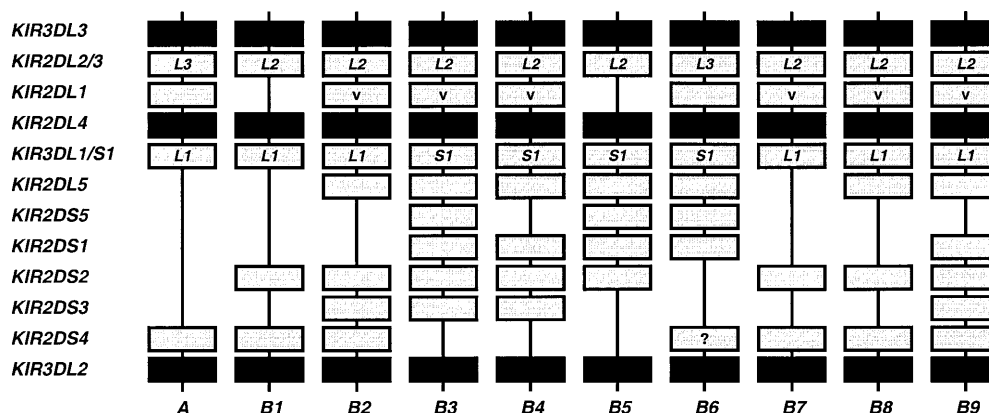 KIR3DL3
KIR2DL2/3 L3 L2 L2 L2 L2 L2 L3 L2 L2 L2
KIR2DL1 v v v v v v
KIR2DL4
KIR3DL1/S1 L1 L1 L1 S1 S1 S1 S1 L1 L1 L1
KIR2DL5
KIR2DS5
KIR2DS1
KIR2DS2
KIR2DS3
KIR2DS4 ?
KIR3DL2
A B1 B2 B3 B4 B5 B6 B7 B8 B9